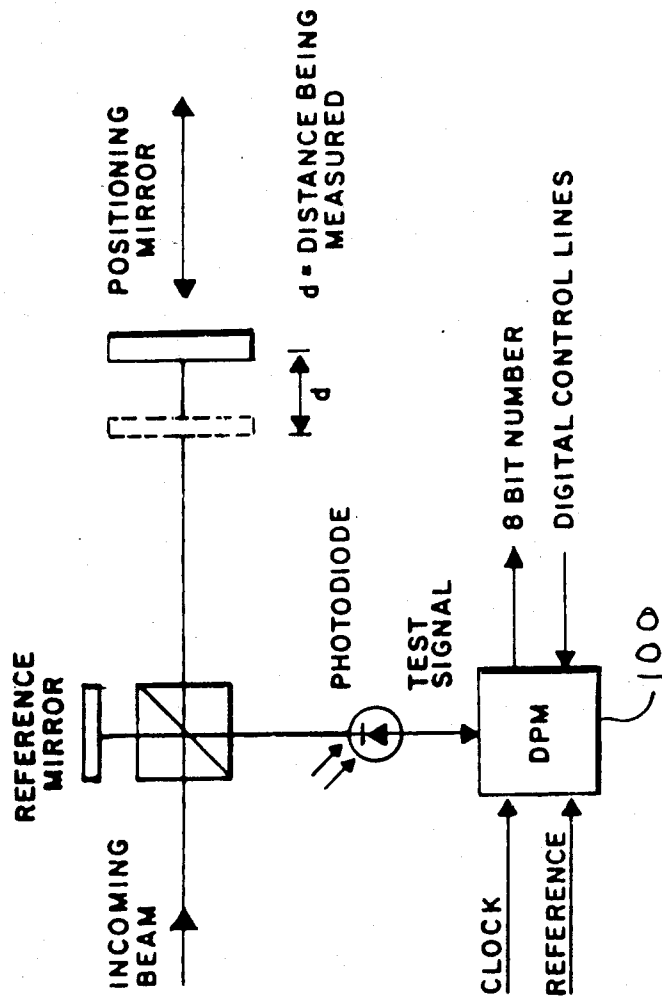 REFERENCE
MIRROR
INCOMING
BEAM
POSITIONING
MIRROR
d
d = DISTANCE BEING
MEASURED
PHOTODIODE
TEST
SIGNAL
CLOCK
REFERENCE
DPM
8 BIT NUMBER
DIGITAL CONTROL LINES
100